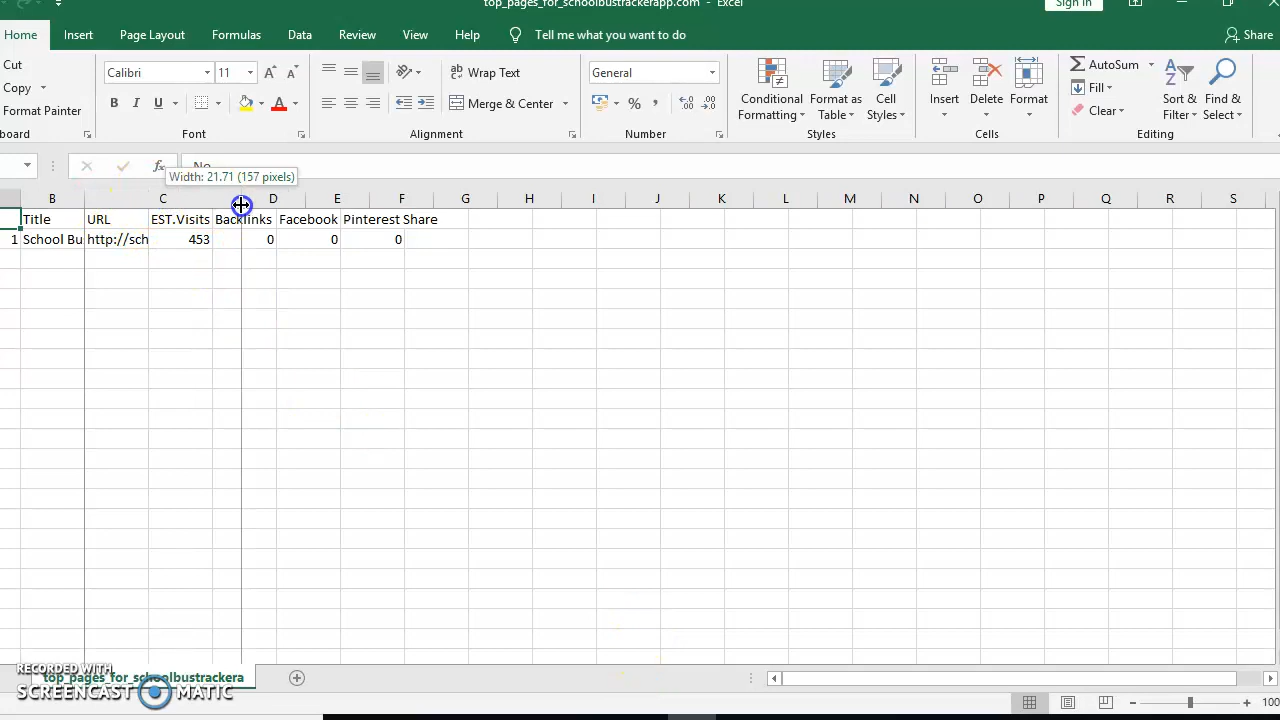 top_pages_for_schoolbustrackerapp.com - Excel
Sign in
Home Insert Page Layout Formulas Data Review View Help Tell me what you want to do Share
Cut
Copy
Format Painter
Calibri 11
B I U A
Wrap Text
Merge & Center
General
% ,
Conditional Formatting
Format as Table
Cell Styles
Insert Delete Format
AutoSum
Fill
Clear
Sort & Filter
Find & Select
board Font Alignment Number Styles Cells Editing
fx No
Width: 21.71 (157 pixels)
B C D E F G H I J K L M N O P Q R S
Title URL EST.Visits Backlinks Facebook Pinterest Share
1 School Bu http://sch 453 0 0 0
top_pages_for_schoolbustrackera
RECORDED WITH
SCREENCAST MATIC
100